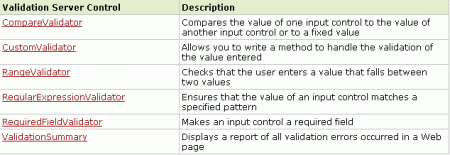 Validation Server Control Description
CompareValidator Compares the value of one input control to the value of
another input control or to a fixed value
CustomValidator Allows you to write a method to handle the validation of
the value entered
RangeValidator Checks that the user enters a value that falls between
two values
RegularExpressionValidator Ensures that the value of an input control matches a
specified pattern
RequiredFieldValidator Makes an input control a required field
ValidationSummary Displays a report of all validation errors occurred in a Web
page